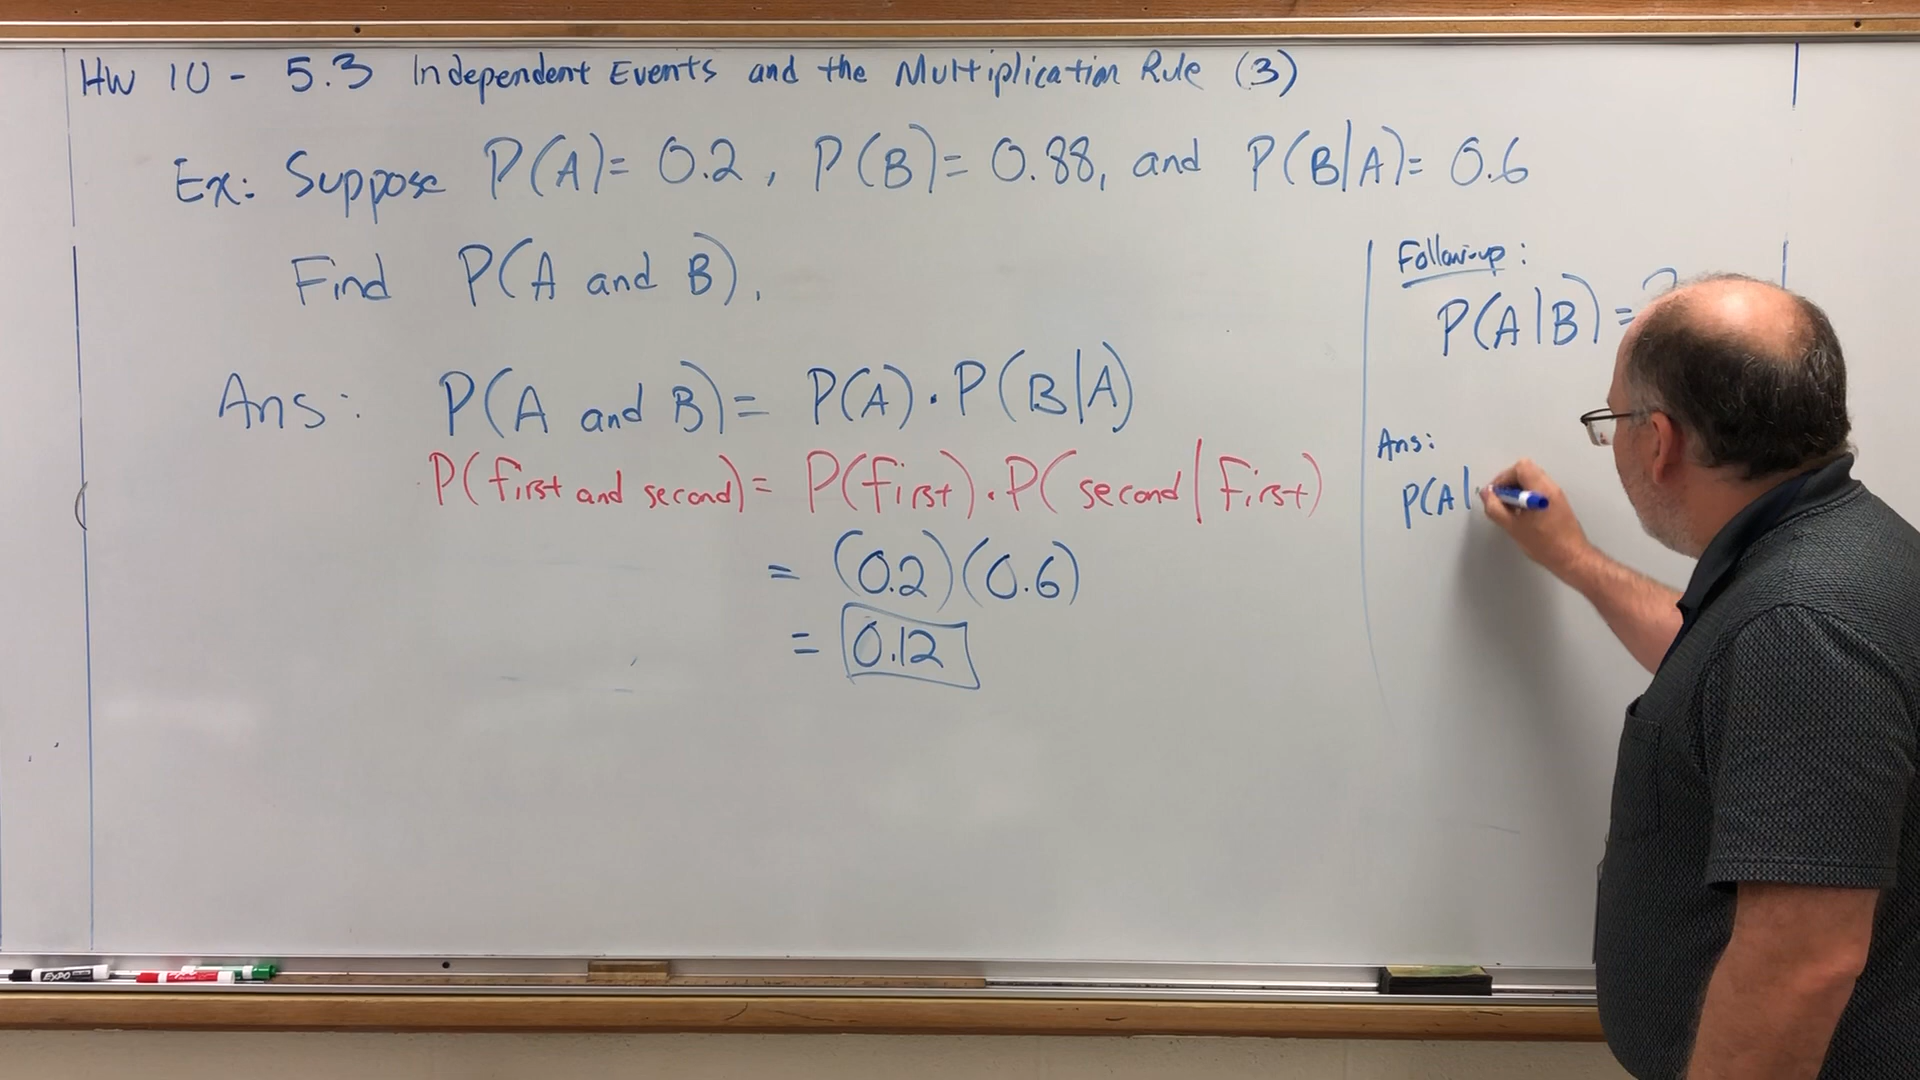 HW 10 - 5.3 Independent Events and the Multiplication Rule (3)
Ex: Suppose P(A)= 0.2, P(B)= 0.88, and P(B|A)= 0.6
Find P(A and B).
Ans: P(A and B)= P(A)·P(B|A)
P(first and second)= P(first)·P(second|first)
= (0.2)(0.6)
= 0.12
Follow-up:
P(A|B)= ?
Ans:
P(A|
EXPO